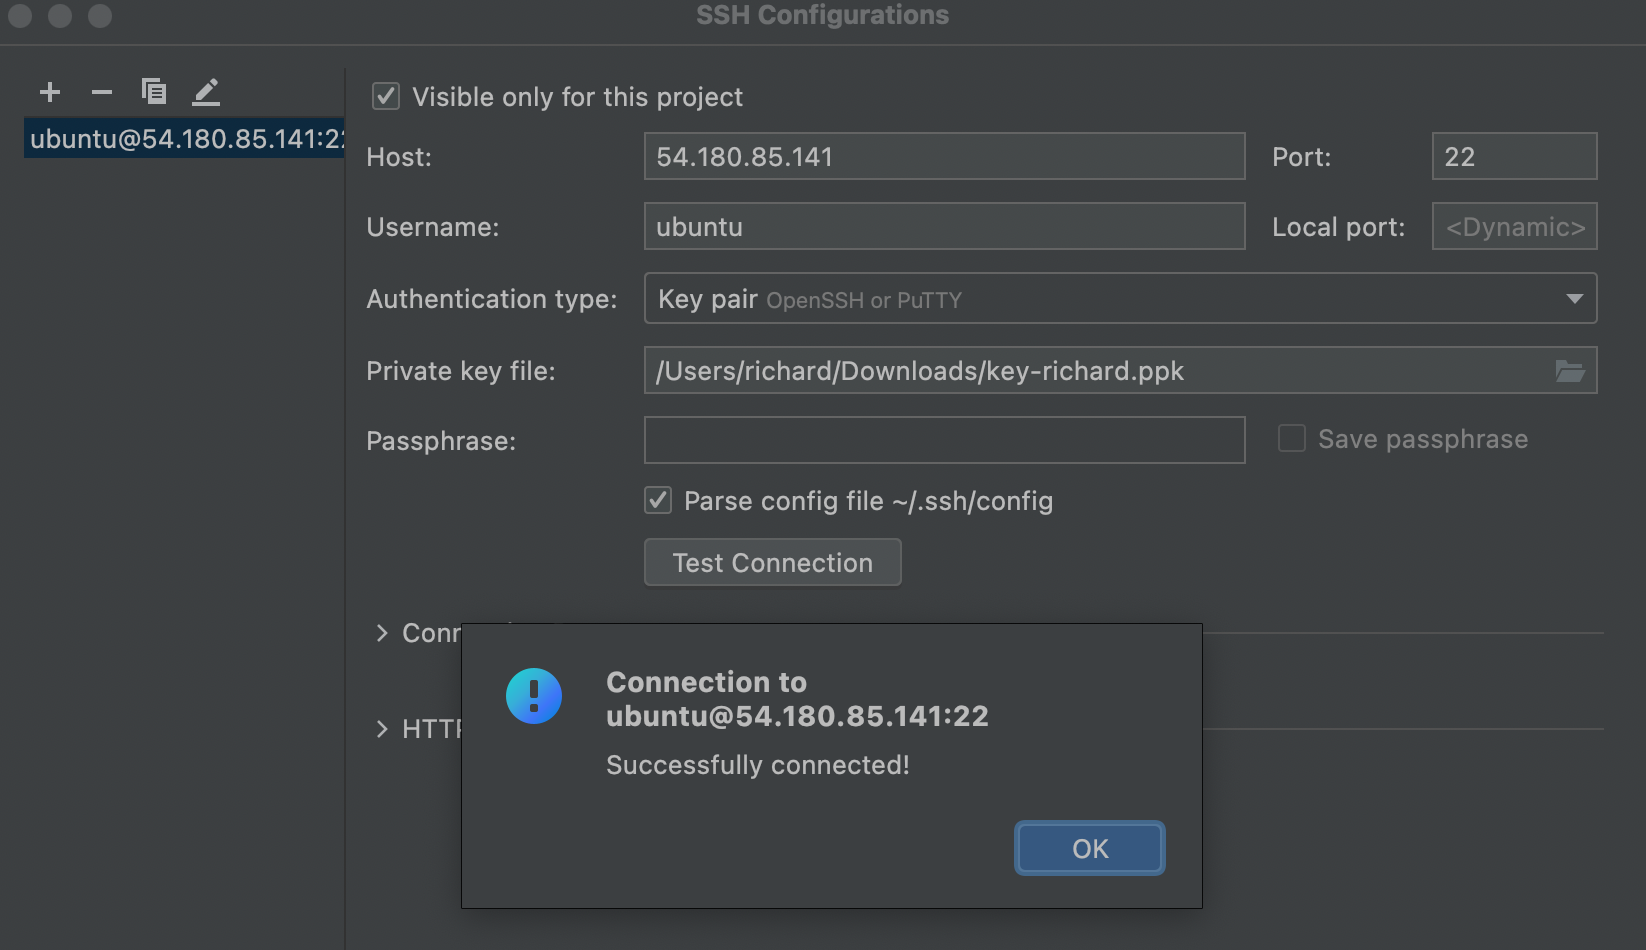 SSH Configurations
ubuntu@54.180.85.141:22
Visible only for this project
Host: 54.180.85.141 Port: 22
Username: ubuntu Local port: <Dynamic>
Authentication type: Key pair OpenSSH or PuTTY
Private key file: /Users/richard/Downloads/key-richard.ppk
Passphrase: Save passphrase
Parse config file ~/.ssh/config
Test Connection
Connection to
ubuntu@54.180.85.141:22
Successfully connected!
OK